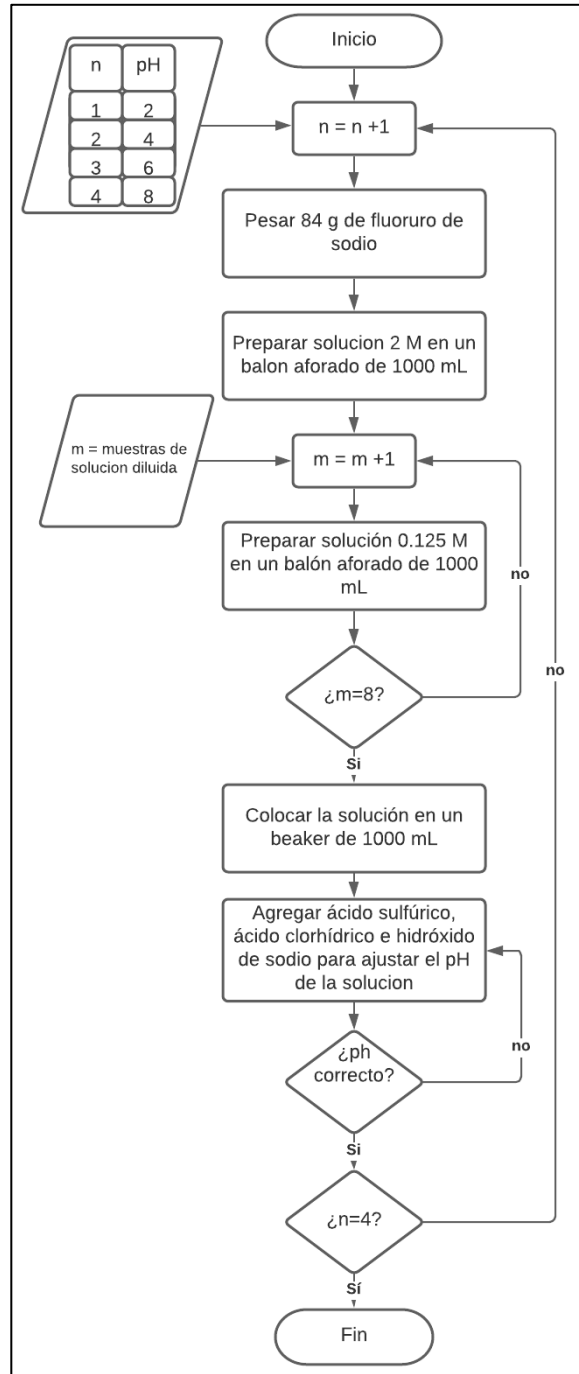 Inicio
n pH
1 2
2 4
3 6
4 8
n = n +1
Pesar 84 g de fluoruro de
sodio
Preparar solucion 2 M en un
balon aforado de 1000 mL
m = muestras de
solucion diluida
m = m +1
Preparar solución 0.125 M
en un balón aforado de 1000
mL
no
no
¿m=8?
Si
Colocar la solución en un
beaker de 1000 mL
Agregar ácido sulfúrico,
ácido clorhídrico e hidróxido
de sodio para ajustar el pH
de la solucion
no
¿ph
correcto?
Si
¿n=4?
Sí
Fin